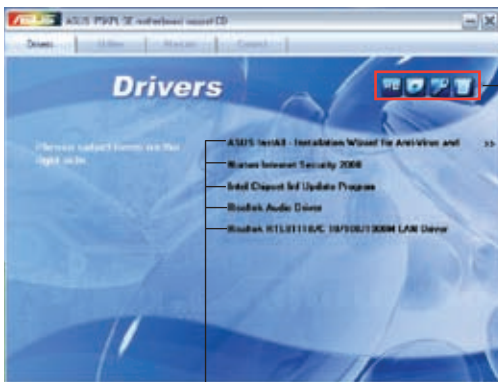 ASUS P5KPL SE motherboard support CD
Drivers Utilities Make Disk Contact
Drivers
Please select items on the right side.
ASUS InstAll - Installation Wizard for Anti-Virus and >>
Norton Internet Security 2008
Intel Chipset Inf Update Program
Realtek Audio Driver
Realtek 10/100/1000M LAN Driver